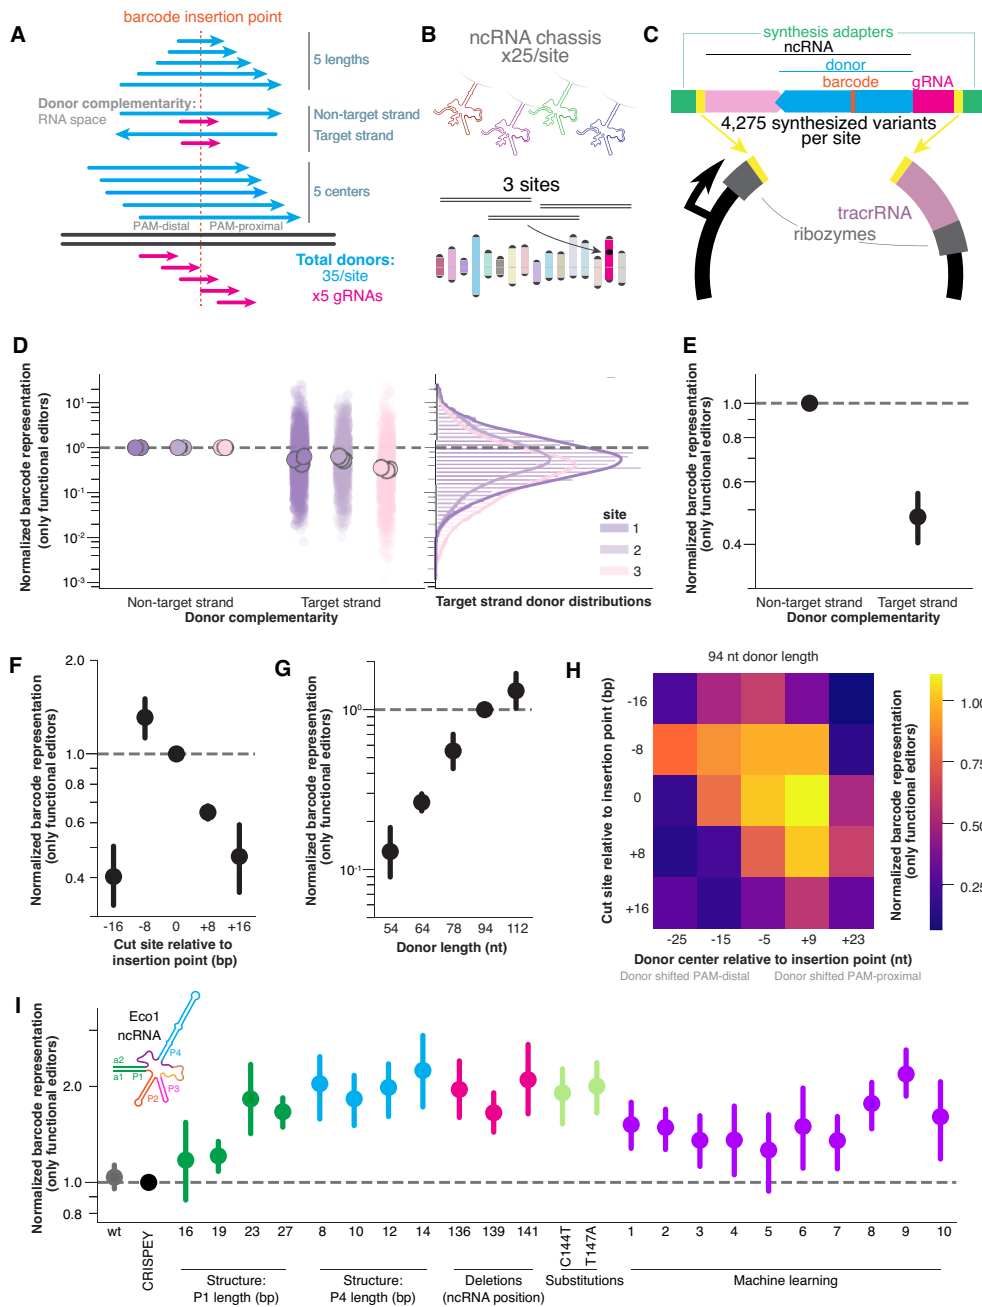 A
barcode insertion point
5 lengths
Donor complementarity:
RNA space
Non-target strand
Target strand
5 centers
PAM-distal
PAM-proximal
Total donors:
35/site
x5 gRNAs
B
ncRNA chassis
x25/site
3 sites
C
synthesis adapters
ncRNA
donor
barcode
gRNA
4,275 synthesized variants
per site
tracrRNA
ribozymes
D
Normalized barcode representation
(only functional editors)
10¹
10⁰
10⁻¹
10⁻²
10⁻³
Non-target strand
Target strand
Donor complementarity
site
1
2
3
Target strand donor distributions
E
Normalized barcode representation
(only functional editors)
1.0
0.8
0.6
0.4
Non-target strand
Target strand
Donor complementarity
F
Normalized barcode representation
(only functional editors)
2.0
1.0
0.8
0.6
0.4
-16 -8 0 +8 +16
Cut site relative to
insertion point (bp)
G
Normalized barcode representation
(only functional editors)
10⁰
10⁻¹
54 64 78 94 112
Donor length (nt)
H
94 nt donor length
Cut site relative to insertion point (bp)
-16
-8
0
+8
+16
-25 -15 -5 +9 +23
Donor center relative to insertion point (nt)
Donor shifted PAM-distal
Donor shifted PAM-proximal
Normalized barcode representation
(only functional editors)
1.00
0.75
0.50
0.25
I
Normalized barcode representation
(only functional editors)
2.0
1.0
0.8
Eco1
ncRNA
a2
a1
P1
P2
P3
P4
wt
CRISPEY
16 19 23 27
Structure:
P1 length (bp)
8 10 12 14
Structure:
P4 length (bp)
136 139 141
Deletions
(ncRNA position)
C144T
T147A
Substitutions
1 2 3 4 5 6 7 8 9 10
Machine learning